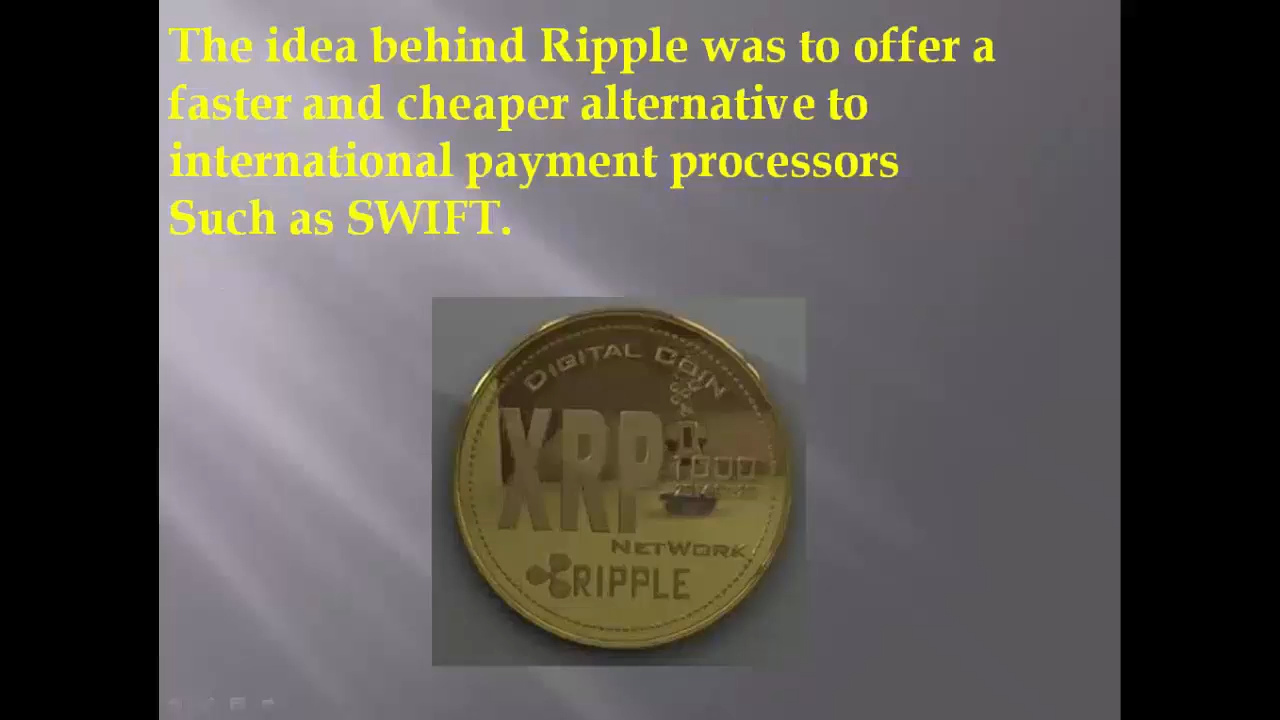 The idea behind Ripple was to offer a
faster and cheaper alternative to
international payment processors
Such as SWIFT.
DIGITAL COIN
XRP
1000
NETWORK
RIPPLE